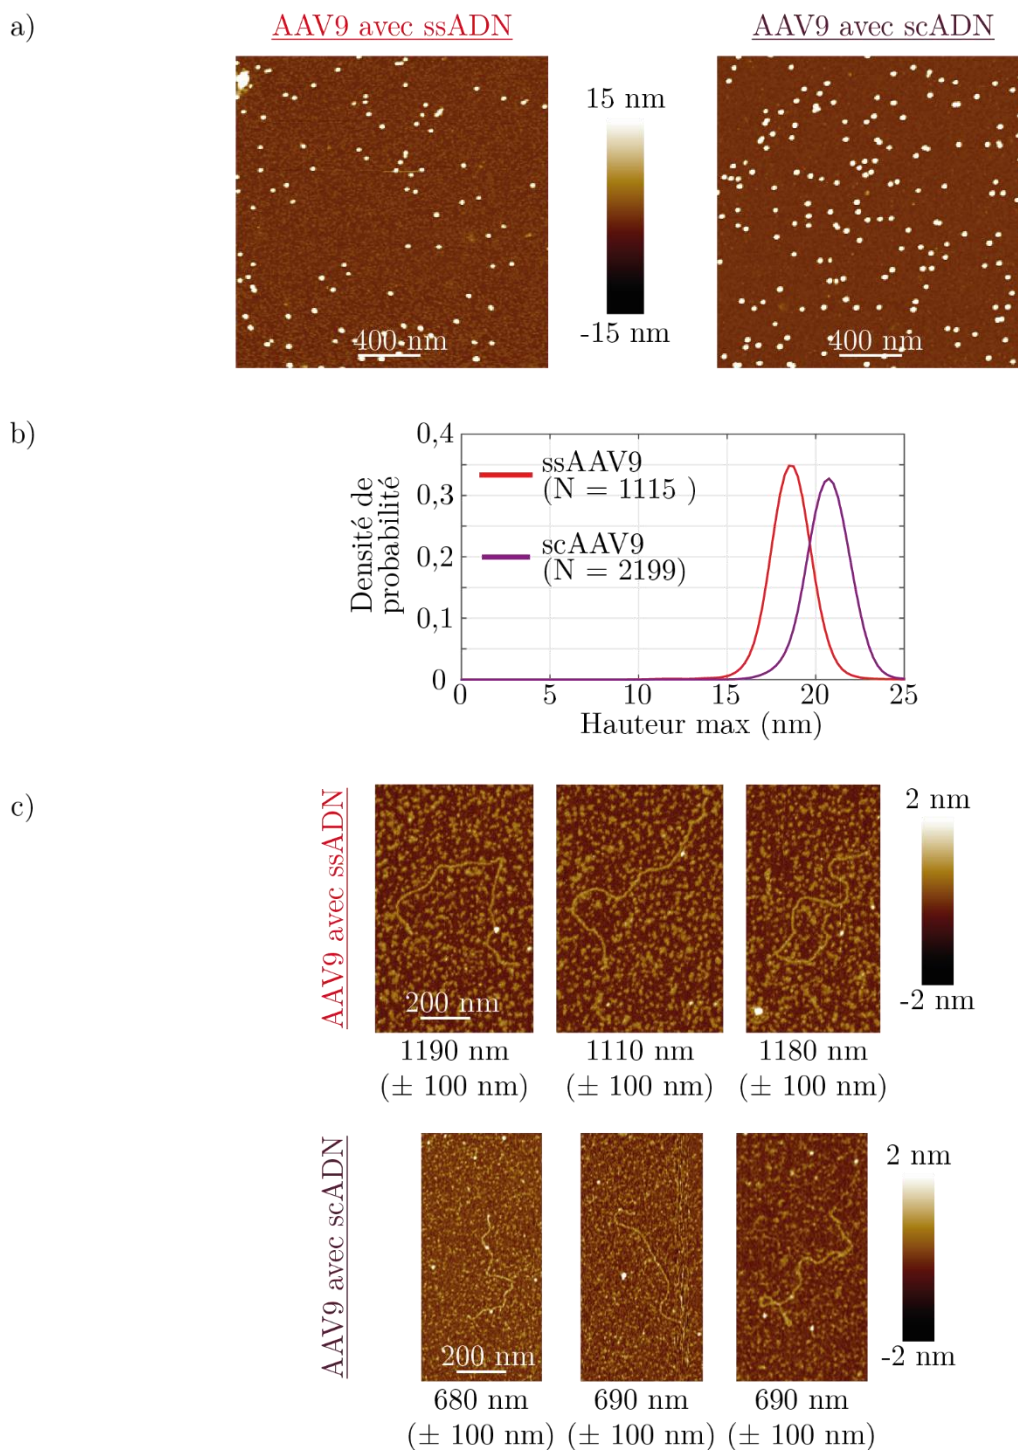 a)
AAV9 avec ssADN
AAV9 avec scADN
15 nm
-15 nm
400 nm
400 nm
b)
Densité de
probabilité
0,4
0,3
0,2
0,1
0
ssAAV9
(N = 1115 )
scAAV9
(N = 2199)
0 5 10 15 20 25
Hauteur max (nm)
c)
AAV9 avec ssADN
200 nm
2 nm
-2 nm
1190 nm
(± 100 nm)
1110 nm
(± 100 nm)
1180 nm
(± 100 nm)
AAV9 avec scADN
200 nm
2 nm
-2 nm
680 nm
(± 100 nm)
690 nm
(± 100 nm)
690 nm
(± 100 nm)